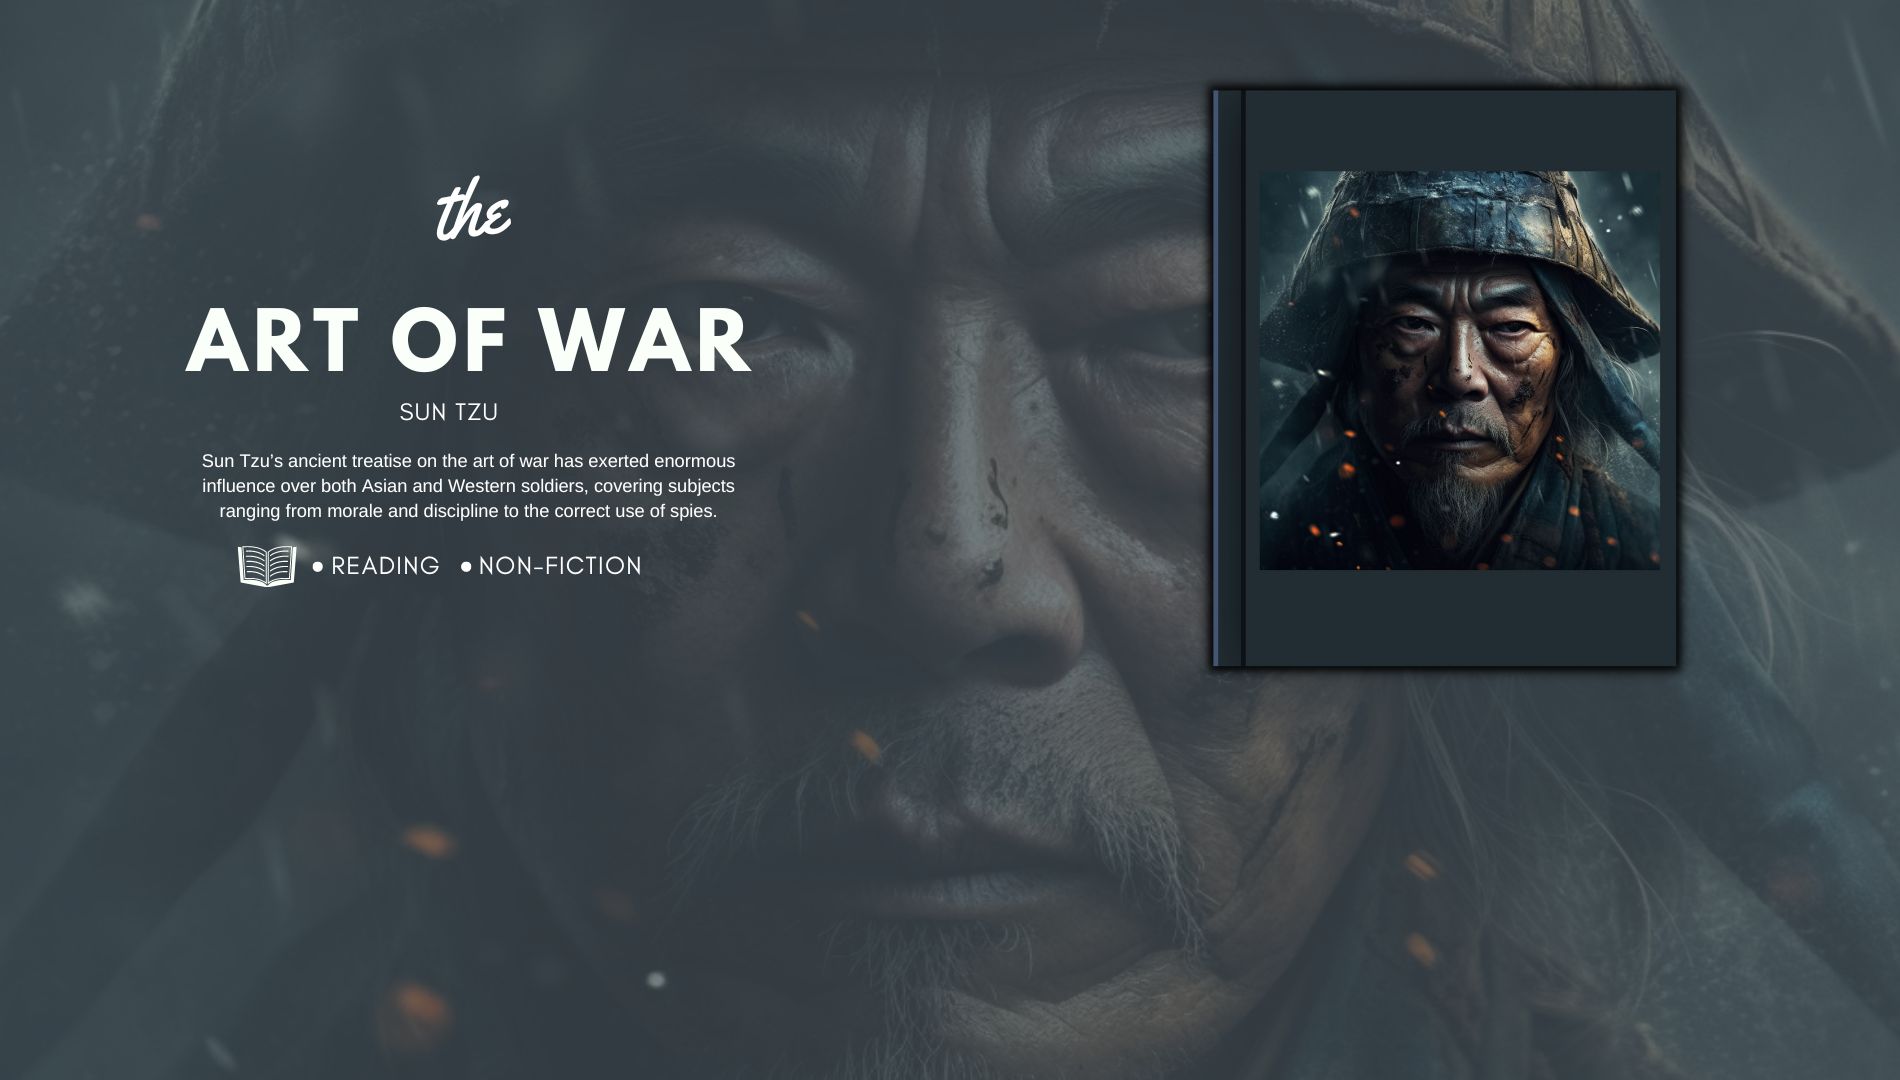 the
ART OF WAR
SUN TZU
Sun Tzu’s ancient treatise on the art of war has exerted enormous
influence over both Asian and Western soldiers, covering subjects
ranging from morale and discipline to the correct use of spies.
• READING • NON-FICTION